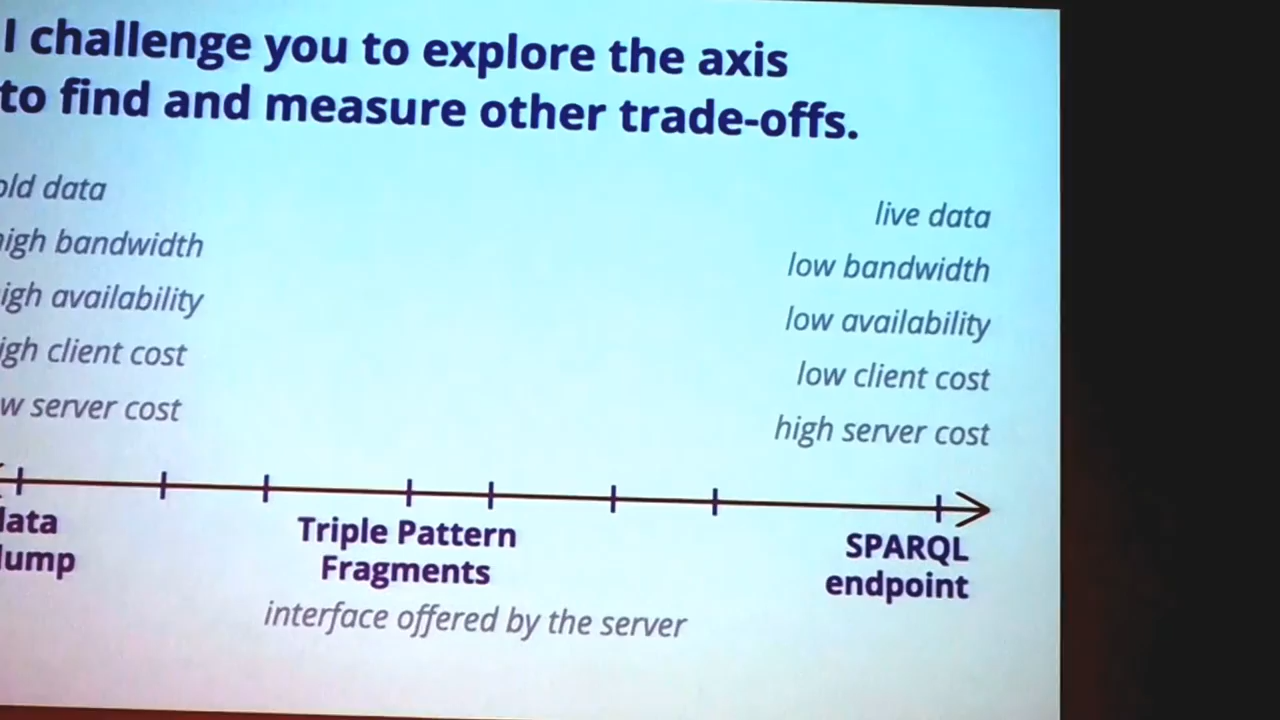 I challenge you to explore the axis
to find and measure other trade-offs.
old data
live data
high bandwidth
low bandwidth
high availability
low availability
high client cost
low client cost
low server cost
high server cost
data
dump
Triple Pattern
Fragments
SPARQL
endpoint
interface offered by the server